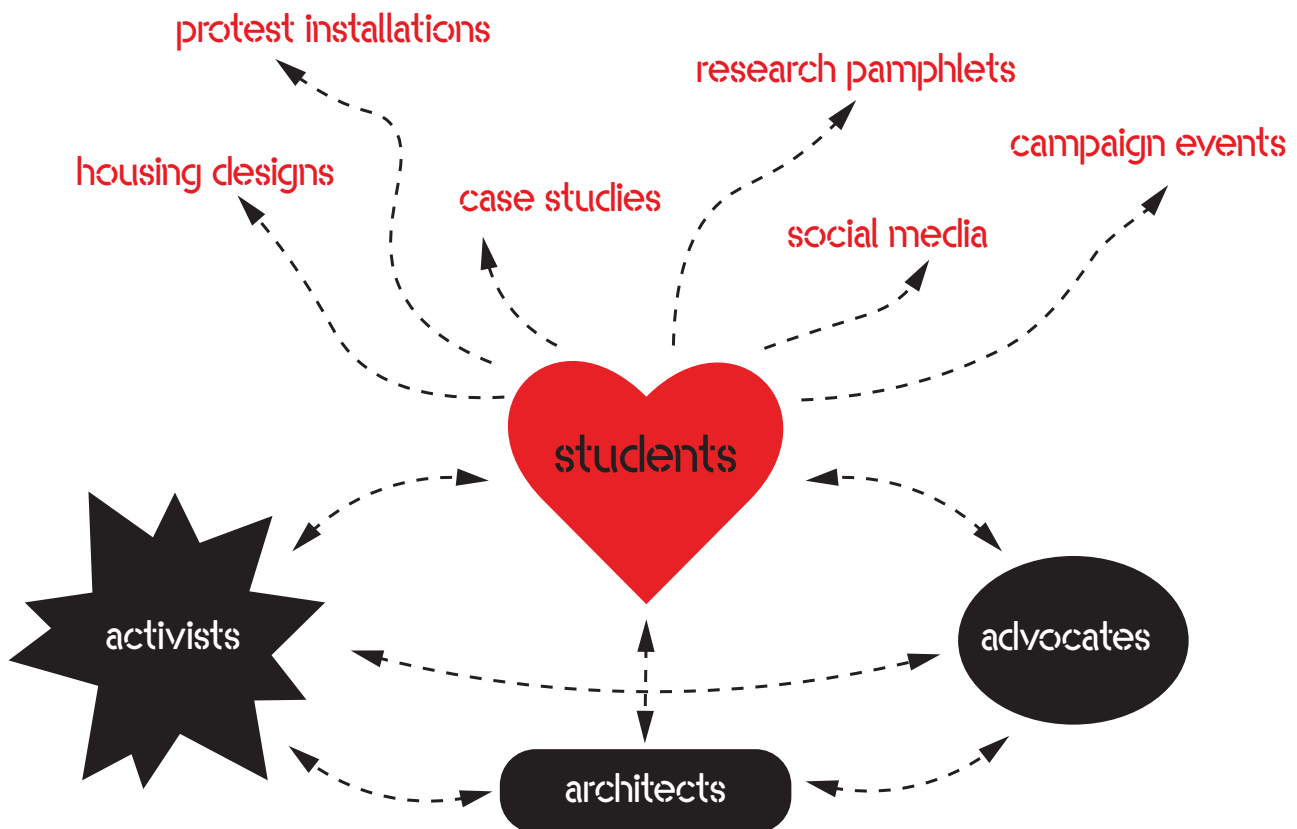 protest installations
research pamphlets
campaign events
housing designs
case studies
social media
students
activists
advocates
architects